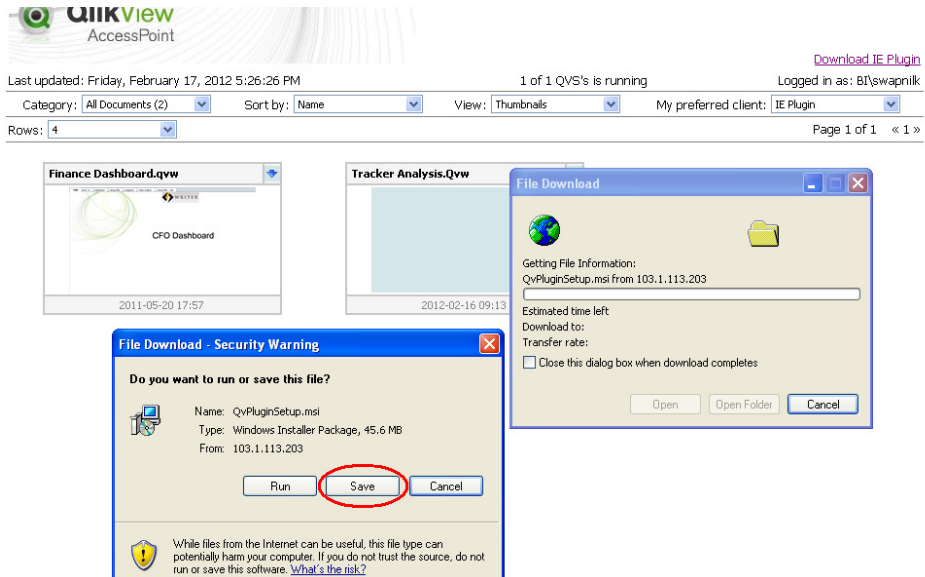 QlikView
AccessPoint
Download IE Plugin
Last updated: Friday, February 17, 2012 5:26:26 PM 1 of 1 QVS's is running Logged in as: BI\swapnilk
Category: All Documents (2) Sort by: Name View: Thumbnails My preferred client: IE Plugin
Rows: 4 Page 1 of 1 « 1 »
Finance Dashboard.qvw
WRITER
CFO Dashboard
2011-05-20 17:57
Tracker Analysis.Qvw
2012-02-16 09:13
File Download
Getting File Information:
QvPluginSetup.msi from 103.1.113.203
Estimated time left
Download to:
Transfer rate:
Close this dialog box when download completes
Open Open Folder Cancel
File Download - Security Warning
Do you want to run or save this file?
Name: QvPluginSetup.msi
Type: Windows Installer Package, 45.6 MB
From: 103.1.113.203
Run Save Cancel
While files from the Internet can be useful, this file type can
potentially harm your computer. If you do not trust the source, do not
run or save this software. What's the risk?